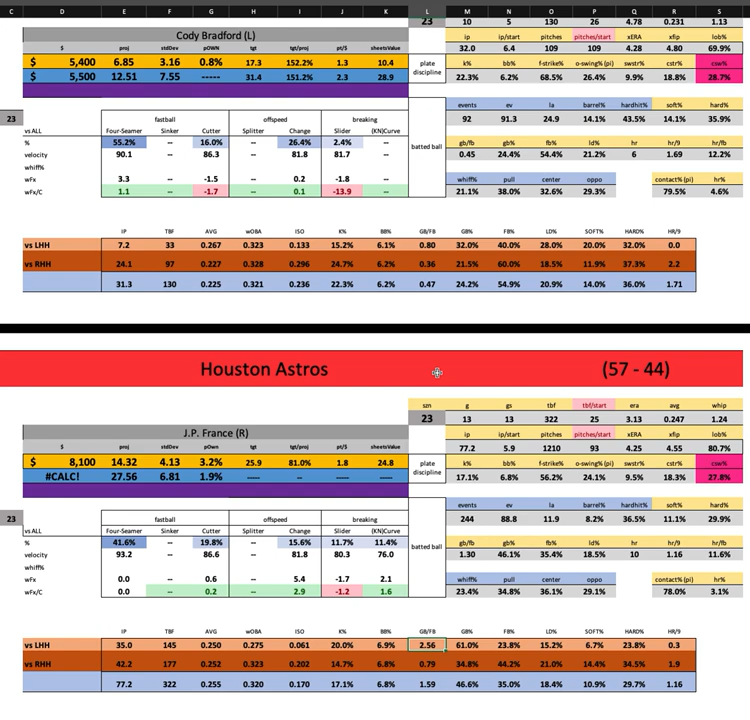 C D E F G H I J K L M N O P Q R S
23 10 5 130 26 4.78 0.231 1.13
Cody Bradford (L) ip ip/start pitches pitches/start xERA xfip lob%
$ proj stdDev pOWN tgt tgt/proj pt/$ sheetsValue 32.0 6.4 109 109 4.28 4.80 69.9%
$ 5,400 6.85 3.16 0.8% 17.3 152.2% 1.3 10.4 plate discipline k% bb% f-strike% o-swing% (pi) swstr% cstr% csw%
$ 5,500 12.51 7.55 ----- 31.4 151.2% 2.3 28.9 22.3% 6.2% 68.5% 26.4% 9.9% 18.8% 28.7%
events ev la barrel% hardhit% soft% hard%
23 fastball offspeed breaking 92 91.3 24.9 14.1% 43.5% 14.1% 35.9%
vs ALL Four-Seamer Sinker Cutter Splitter Change Slider (KN)Curve
% 55.2% -- 16.0% -- 26.4% 2.4% -- batted ball gb/fb gb% fb% ld% hr hr/9 hr/fb
velocity 90.1 -- 86.3 -- 81.8 81.7 -- 0.45 24.4% 54.4% 21.2% 6 1.69 12.2%
whiff%
wFx 3.3 -- -1.5 -- 0.2 -1.8 -- whiff% pull center oppo contact% (pi) hr%
wFx/C 1.1 -- -1.7 -- 0.1 -13.9 -- 21.1% 38.0% 32.6% 29.3% 79.5% 4.6%
IP TBF AVG wOBA ISO K% BB% GB/FB GB% FB% LD% SOFT% HARD% HR/9
vs LHH 7.2 33 0.267 0.323 0.133 15.2% 6.1% 0.80 32.0% 40.0% 28.0% 20.0% 32.0% 0.0
vs RHH 24.1 97 0.227 0.328 0.296 24.7% 6.2% 0.36 21.5% 60.0% 18.5% 11.9% 37.3% 2.2
31.3 130 0.225 0.321 0.236 22.3% 6.2% 0.47 24.2% 54.9% 20.9% 14.0% 36.0% 1.71
Houston Astros (57 - 44)
szn g gs tbf tbf/start era avg whip
23 13 13 322 25 3.13 0.247 1.24
J.P. France (R) ip ip/start pitches pitches/start xERA xfip lob%
$ proj stdDev pOwn tgt tgt/proj pt/$ sheetsValue 77.2 5.9 1210 93 4.25 4.55 80.7%
$ 8,100 14.32 4.13 3.2% 25.9 81.0% 1.8 24.8 plate discipline k% bb% f-strike% o-swing% (pi) swstr% cstr% csw%
#CALC! 27.56 6.81 1.9% ---- ---- ---- ---- 17.1% 6.8% 56.2% 24.1% 9.5% 18.3% 27.8%
events ev la barrel% hardhit% soft% hard%
23 fastball offspeed breaking 244 88.8 11.9 8.2% 36.5% 11.1% 29.9%
vs ALL Four-Seamer Sinker Cutter Splitter Change Slider (KN)Curve
% 41.6% -- 19.8% -- 15.6% 11.7% 11.4% batted ball gb/fb gb% fb% ld% hr hr/9 hr/fb
velocity 93.2 -- 86.6 -- 81.8 80.3 76.0 1.30 46.1% 35.4% 18.5% 10 1.16 11.6%
whiff%
wFx 0.0 0.6 5.4 -1.7 2.1 whiff% pull center oppo contact% (pi) hr%
wFx/C 0.0 -- 0.2 -- 2.9 -1.2 1.6 23.4% 34.8% 36.1% 29.1% 78.0% 3.1%
IP TBF AVG wOBA ISO K% BB% GB/FB GB% FB% LD% SOFT% HARD% HR/9
vs LHH 35.0 145 0.250 0.275 0.061 20.0% 6.9% 2.56 61.0% 23.8% 15.2% 6.7% 23.8% 0.3
vs RHH 42.2 177 0.252 0.323 0.202 14.7% 6.8% 0.79 34.8% 44.2% 21.0% 14.4% 34.5% 1.9
77.2 322 0.255 0.320 0.170 17.1% 6.8% 1.59 46.6% 35.0% 18.4% 10.9% 29.7% 1.16